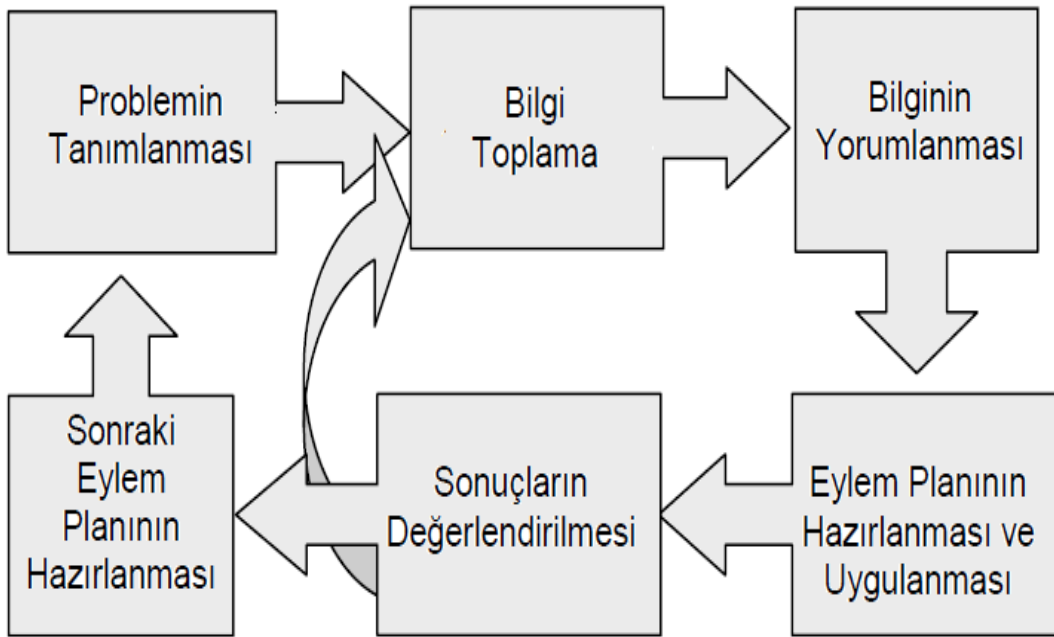 Problemin
Tanımlanması
Bilgi
Toplama
Bilginin
Yorumlanması
Sonraki
Eylem
Planının
Hazırlanması
Sonuçların
Değerlendirilmesi
Eylem Planının
Hazırlanması ve
Uygulanması